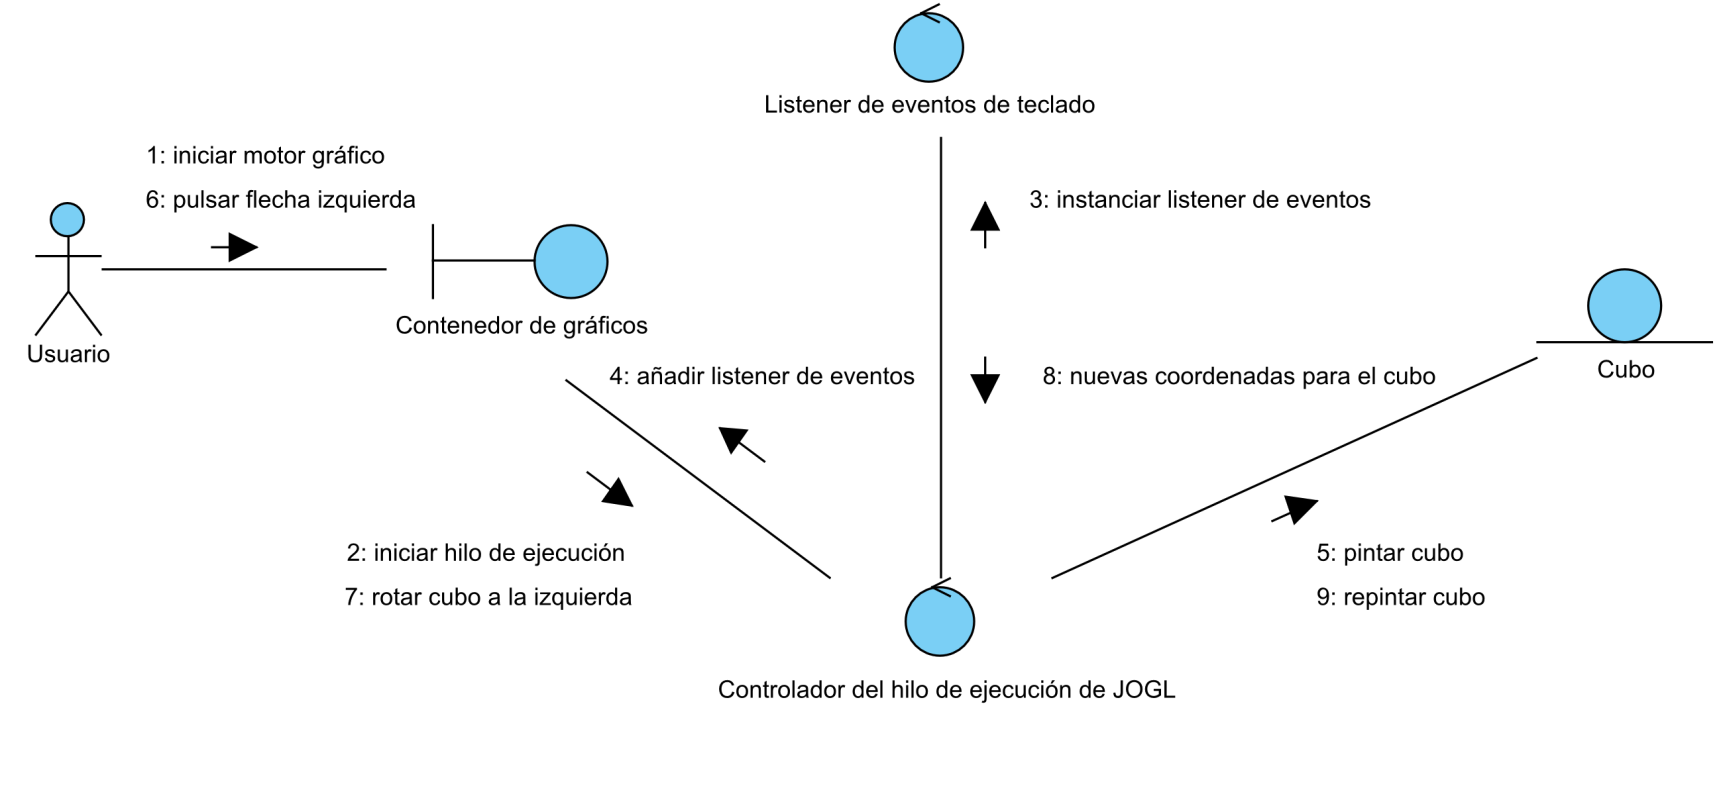 Listener de eventos de teclado
1: iniciar motor gráfico
6: pulsar flecha izquierda
3: instanciar listener de eventos
Contenedor de gráficos
Usuario
4: añadir listener de eventos
8: nuevas coordenadas para el cubo
Cubo
2: iniciar hilo de ejecución
7: rotar cubo a la izquierda
5: pintar cubo
9: repintar cubo
Controlador del hilo de ejecución de JOGL